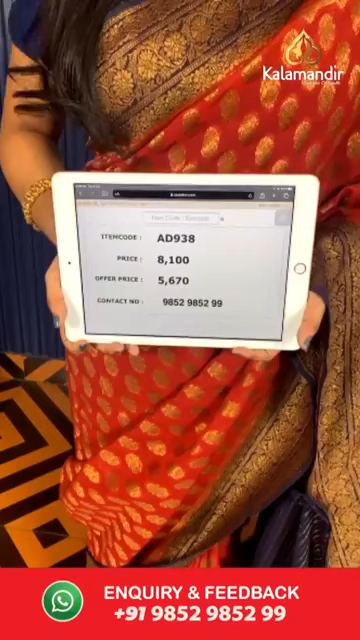 Kalamandir
ITEMCODE : AD938
PRICE : 8,100
OFFER PRICE : 5,670
CONTACT NO : 9852 9852 99
ENQUIRY & FEEDBACK
+91 9852 9852 99